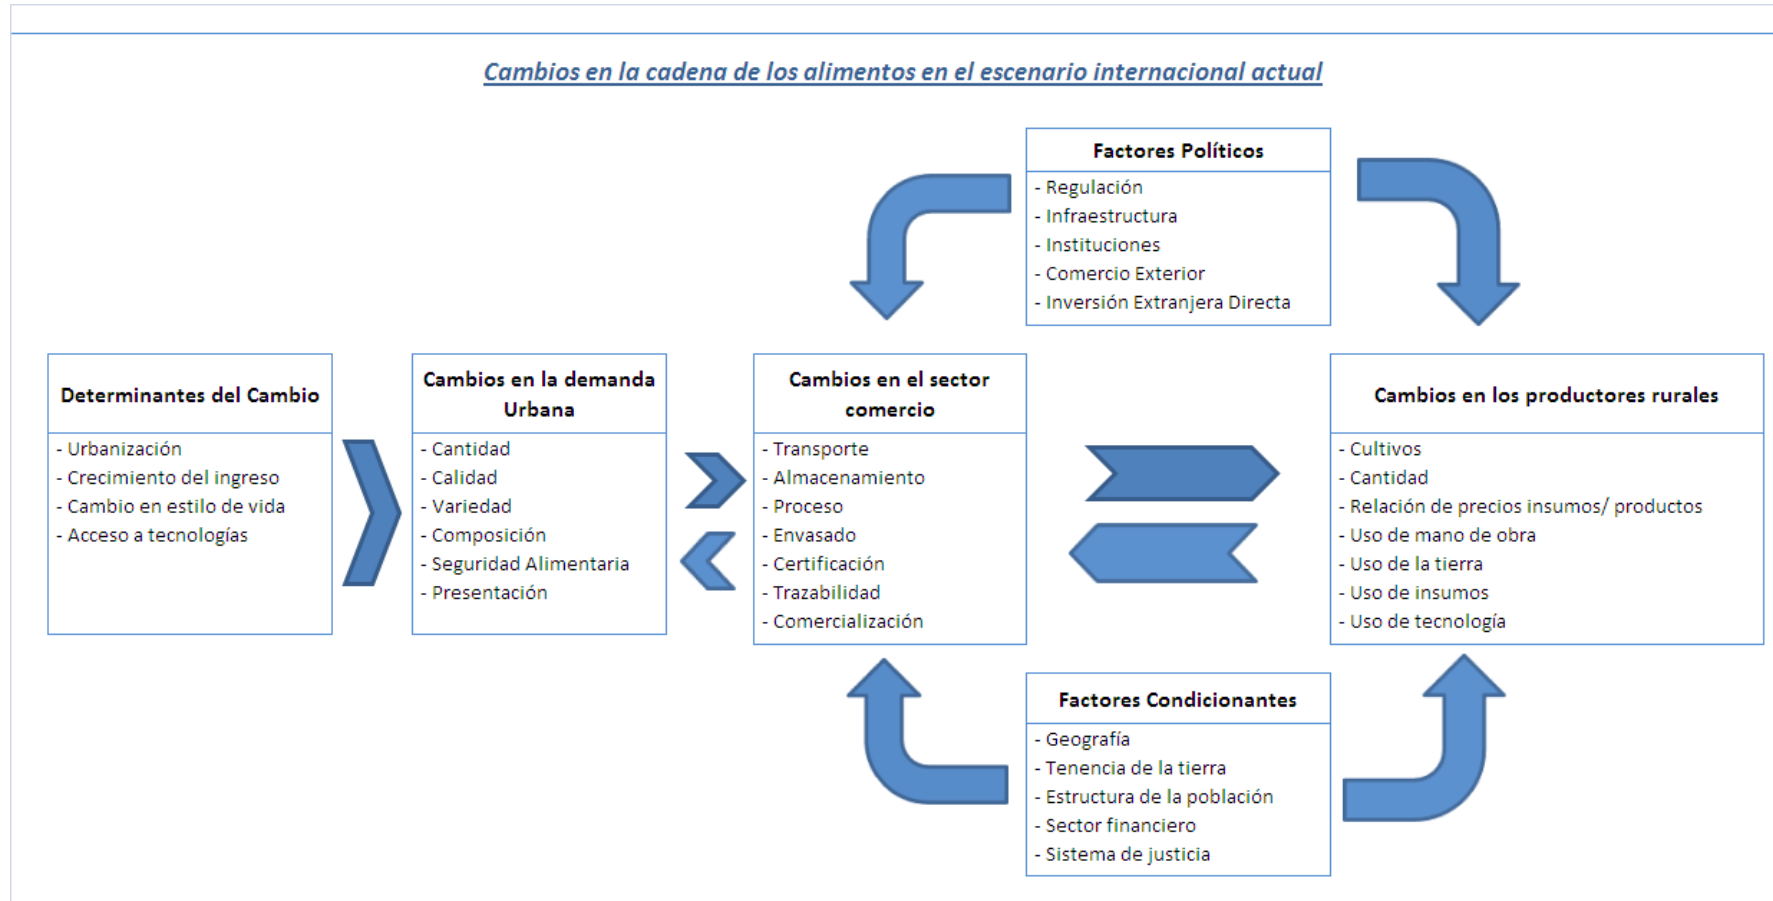 Cambios en la cadena de los alimentos en el escenario internacional actual
Factores Políticos
- Regulación
- Infraestructura
- Instituciones
- Comercio Exterior
- Inversión Extranjera Directa
Determinantes del Cambio
- Urbanización
- Crecimiento del ingreso
- Cambio en estilo de vida
- Acceso a tecnologías
Cambios en la demanda
Urbana
- Cantidad
- Calidad
- Variedad
- Composición
- Seguridad Alimentaria
- Presentación
Cambios en el sector
comercio
- Transporte
- Almacenamiento
- Proceso
- Envasado
- Certificación
- Trazabilidad
- Comercialización
Cambios en los productores rurales
- Cultivos
- Cantidad
- Relación de precios insumos/ productos
- Uso de mano de obra
- Uso de la tierra
- Uso de insumos
- Uso de tecnología
Factores Condicionantes
- Geografía
- Tenencia de la tierra
- Estructura de la población
- Sector financiero
- Sistema de justicia